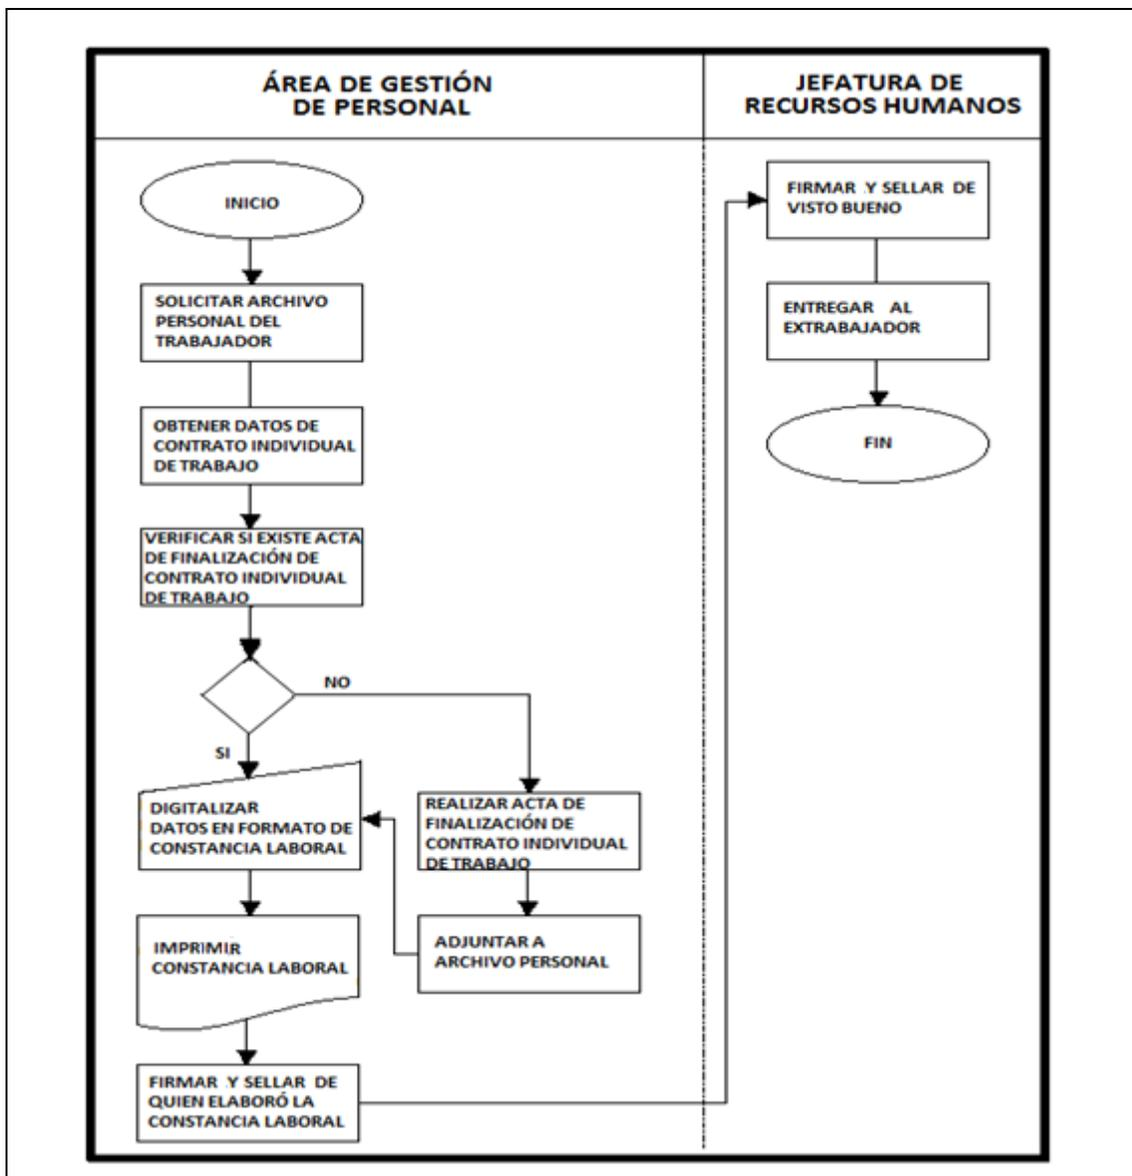 ÁREA DE GESTIÓN
DE PERSONAL
JEFATURA DE
RECURSOS HUMANOS
INICIO
SOLICITAR ARCHIVO
PERSONAL DEL
TRABAJADOR
OBTENER DATOS DE
CONTRATO INDIVIDUAL
DE TRABAJO
VERIFICAR SI EXISTE ACTA
DE FINALIZACIÓN DE
CONTRATO INDIVIDUAL
DE TRABAJO
NO
SI
DIGITALIZAR
DATOS EN FORMATO DE
CONSTANCIA LABORAL
REALIZAR ACTA DE
FINALIZACIÓN DE
CONTRATO INDIVIDUAL
DE TRABAJO
ADJUNTAR A
ARCHIVO PERSONAL
IMPRIMIR
CONSTANCIA LABORAL
FIRMAR Y SELLAR DE
QUIEN ELABORÓ LA
CONSTANCIA LABORAL
FIRMAR Y SELLAR DE
VISTO BUENO
ENTREGAR AL
EXTRABAJADOR
FIN